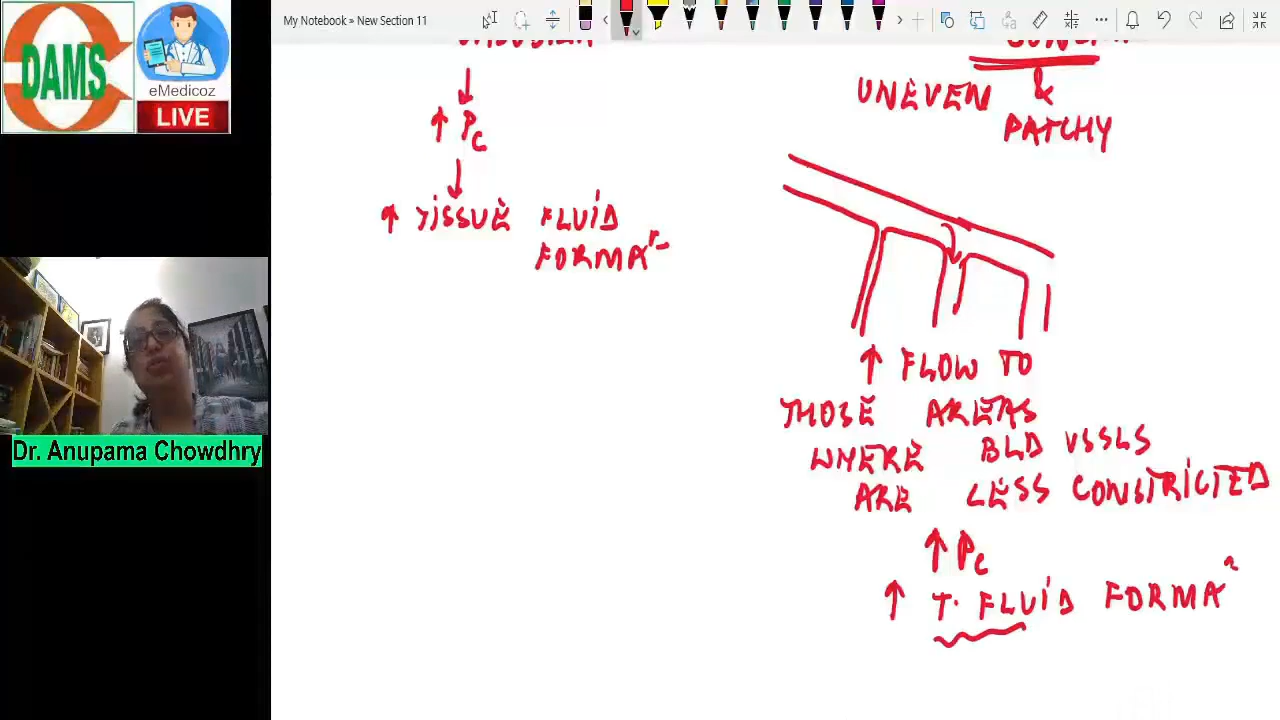 My Notebook » New Section 11
DAMS
eMedicoz
LIVE
Dr. Anupama Chowdhry
↑ Pc
↑ TISSUE FLUID
FORMAⁿ
UNEVEN &
PATCHY
↑ FLOW TO
THOSE AREAS
WHERE BLD VSSLS
ARE LESS CONSTRICTED
↑ Pc
↑ T. FLUID FORMAⁿ